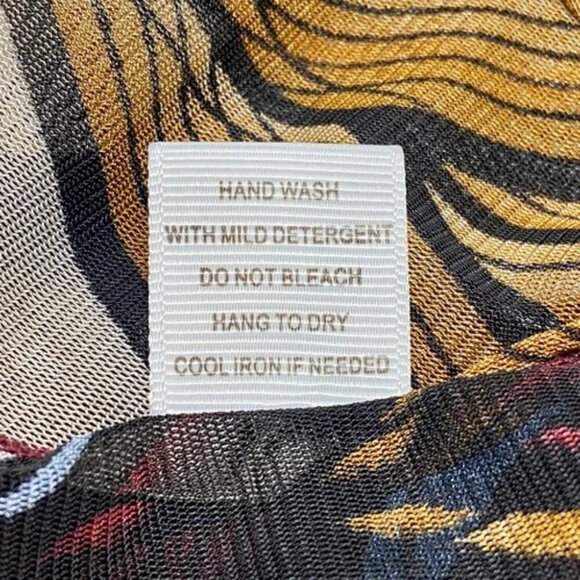 HAND WASH
WITH MILD DETERGENT
DO NOT BLEACH
HANG TO DRY
COOL IRON IF NEEDED